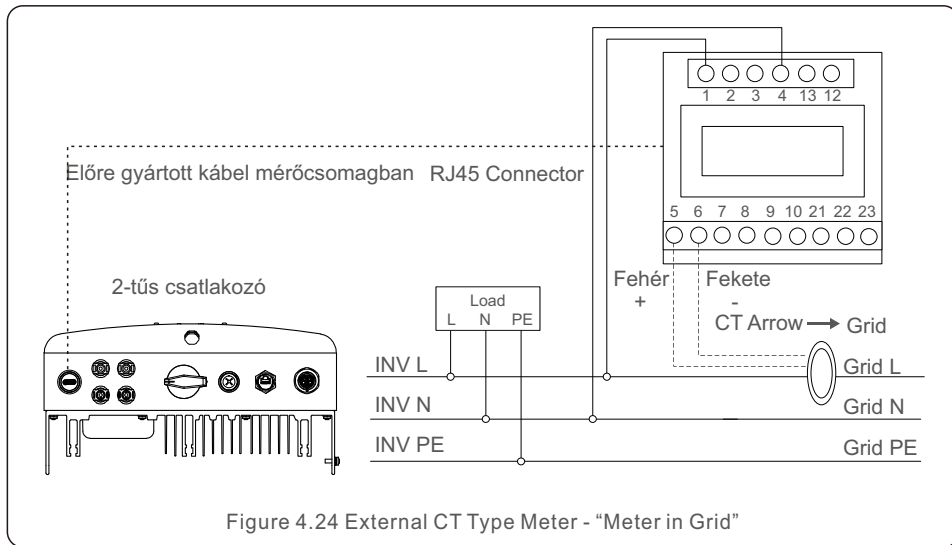 1 2 3 4 13 12
Előre gyártott kábel mérőcsomagban RJ45 Connector
5 6 7 8 9 10 21 22 23
Fehér Fekete
+ -
2-tűs csatlakozó
Load
L N PE
CT Arrow Grid
INV L Grid L
INV N Grid N
INV PE Grid PE
Figure 4.24 External CT Type Meter - “Meter in Grid”